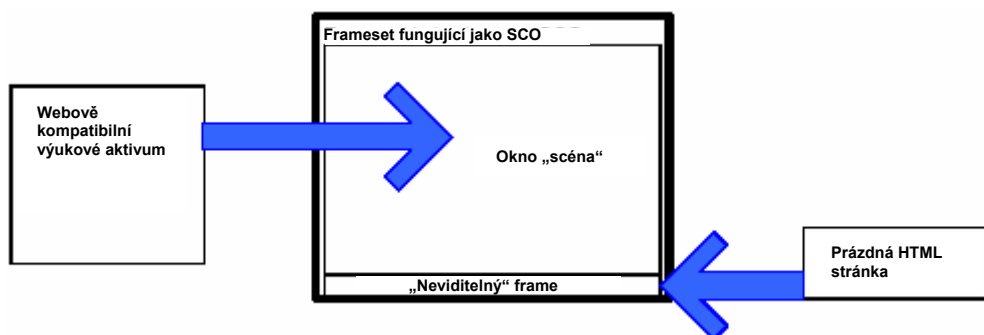 Frameset fungující jako SCO
Webově
kompatibilní
výukové aktivum
Okno „scéna“
Prázdná HTML
stránka
„Neviditelný“ frame